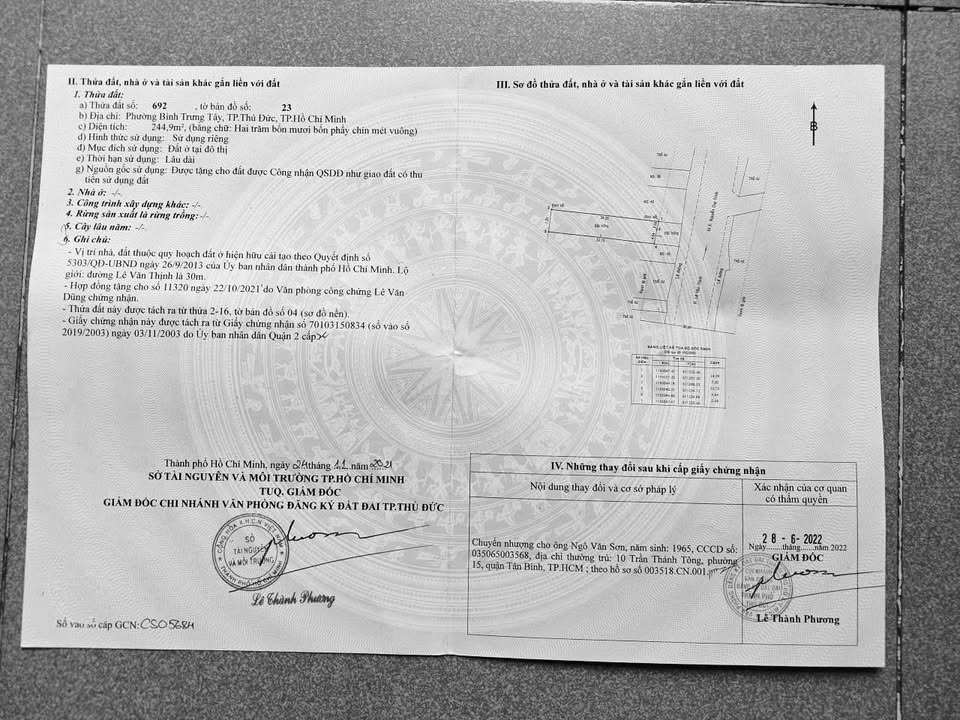 II. Thửa đất, nhà ở và tài sản khác gắn liền với đất
1. Thửa đất:
a) Thửa đất số: 692 , tờ bản đồ số: 23
b) Địa chỉ: Phường Bình Trưng Tây, TP.Thủ Đức, TP.Hồ Chí Minh
c) Diện tích: 244,9m², (bằng chữ: Hai trăm bốn mươi bốn phẩy chín mét vuông)
d) Hình thức sử dụng: Sử dụng riêng
đ) Mục đích sử dụng: Đất ở tại đô thị
e) Thời hạn sử dụng: Lâu dài
g) Nguồn gốc sử dụng: Được tặng cho đất được Công nhận QSDĐ như giao đất có thu
tiền sử dụng đất
2. Nhà ở: -/-
3. Công trình xây dựng khác: -/-
4. Rừng sản xuất là rừng trồng: -/-
5. Cây lâu năm: -/-
6. Ghi chú:
- Vị trí nhà, đất thuộc quy hoạch đất ở hiện hữu cải tạo theo Quyết định số
5303/QĐ-UBND ngày 26/9/2013 của Ủy ban nhân dân thành phố Hồ Chí Minh. Lộ
giới: đường Lê Văn Thịnh là 30m.
- Hợp đồng tặng cho số 11320 ngày 22/10/2021 do Văn phòng công chứng Lê Văn
Dũng chứng nhận.
- Thửa đất này được tách ra từ thửa 2-16, tờ bản đồ số 04 (sơ đồ nền).
- Giấy chứng nhận này được tách ra từ Giấy chứng nhận số 70103150834 (số vào sổ
2019/2003) ngày 03/11/2003 do Ủy ban nhân dân Quận 2 cấp
Thành phố Hồ Chí Minh, ngày 24 tháng 11 năm 2021
SỞ TÀI NGUYÊN VÀ MÔI TRƯỜNG TP.HỒ CHÍ MINH
TUQ. GIÁM ĐỐC
GIÁM ĐỐC CHI NHÁNH VĂN PHÒNG ĐĂNG KÝ ĐẤT ĐAI TP.THỦ ĐỨC
SỞ
TÀI NGUYÊN
VÀ MÔI TRƯỜNG
Lê Thành Phương
Số vào sổ cấp GCN: CS05684
III. Sơ đồ thửa đất, nhà ở và tài sản khác gắn liền với đất
B
IV. Những thay đổi sau khi cấp giấy chứng nhận
Nội dung thay đổi và cơ sở pháp lý
Xác nhận của cơ quan
có thẩm quyền
Chuyển nhượng cho ông Ngô Văn Sơn, năm sinh: 1965, CCCD số:
035065003568, địa chỉ thường trú: 10 Trần Thánh Tông, phường
15, quận Tân Bình, TP.HCM ; theo hồ sơ số 003518.CN.001.
28-6-2022
Ngày......tháng......năm 2022
GIÁM ĐỐC
Lê Thành Phương